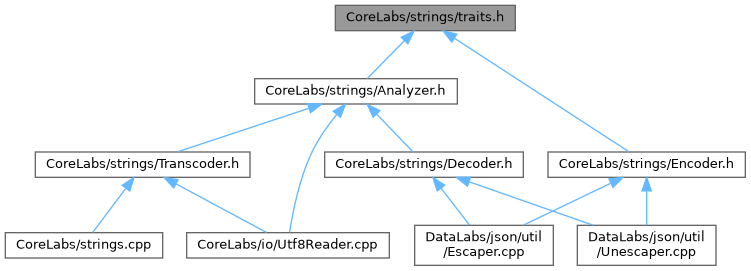 CoreLabs/strings/traits.h
CoreLabs/strings/Analyzer.h
CoreLabs/strings/Transcoder.h
CoreLabs/strings/Decoder.h
CoreLabs/strings/Encoder.h
CoreLabs/strings.cpp
CoreLabs/io/Utf8Reader.cpp
DataLabs/json/util
/Escaper.cpp
DataLabs/json/util
/Unescaper.cpp